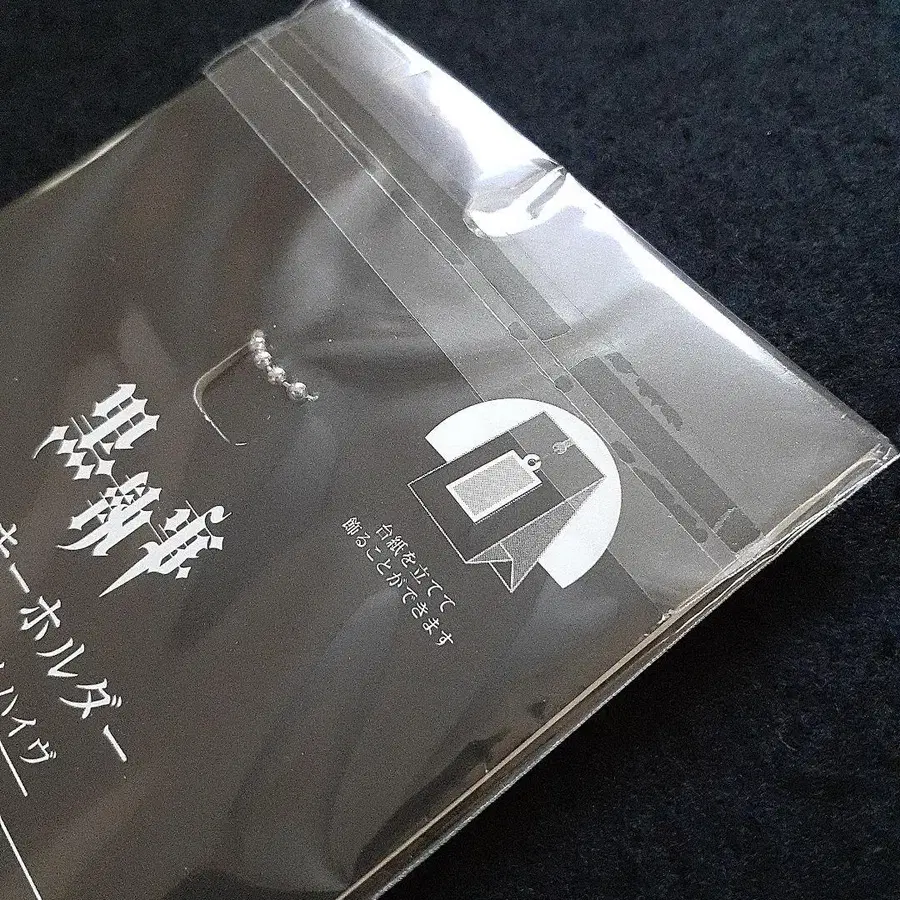 黒執事
キーホルダー
台紙を立てて
飾ることができます